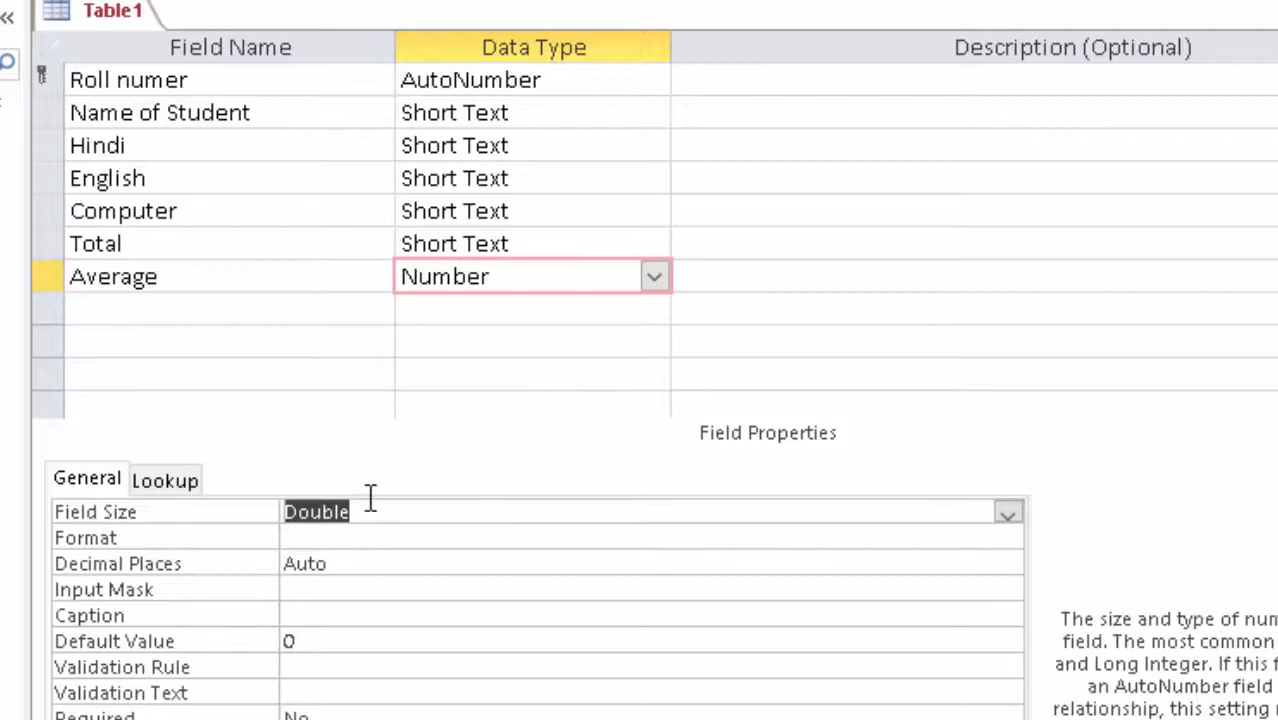 Table1
Field Name Data Type Description (Optional)
Roll numer AutoNumber
Name of Student Short Text
Hindi Short Text
English Short Text
Computer Short Text
Total Short Text
Average Number
Field Properties
General Lookup
Field Size Double
Format
Decimal Places Auto
Input Mask
Caption
Default Value 0
Validation Rule
Validation Text
Required No
The size and type of num
field. The most common
and Long Integer. If this f
an AutoNumber field
relationship, this setting